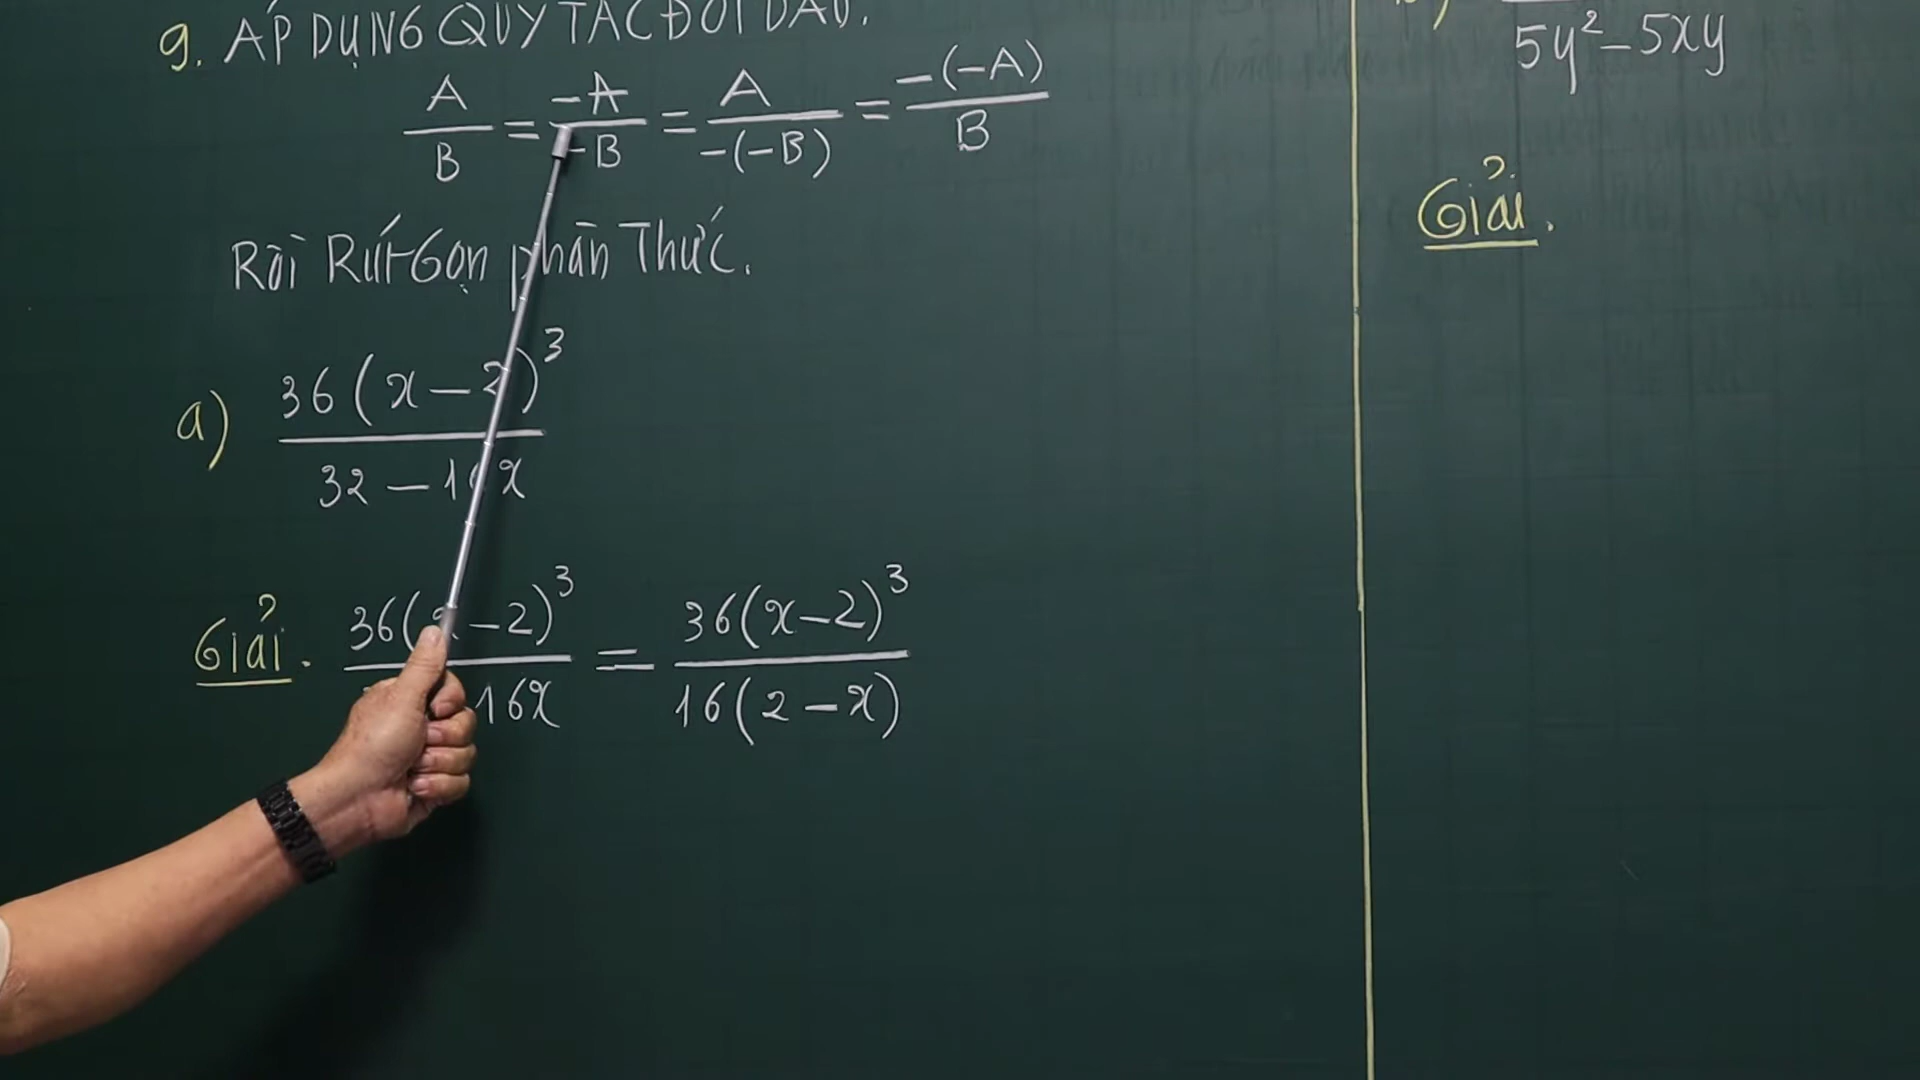 9. ÁP DỤNG QUY TẮC ĐỔI DẤU.
A/B = -A/-B = A/-(-B) = -(-A)/B
Rồi Rút Gọn phân Thức.
a) 36(x-2)^3 / 32-16x
Giải. 36(x-2)^3 / 16x = 36(x-2)^3 / 16(2-x)
5y²-5xy
Giải.